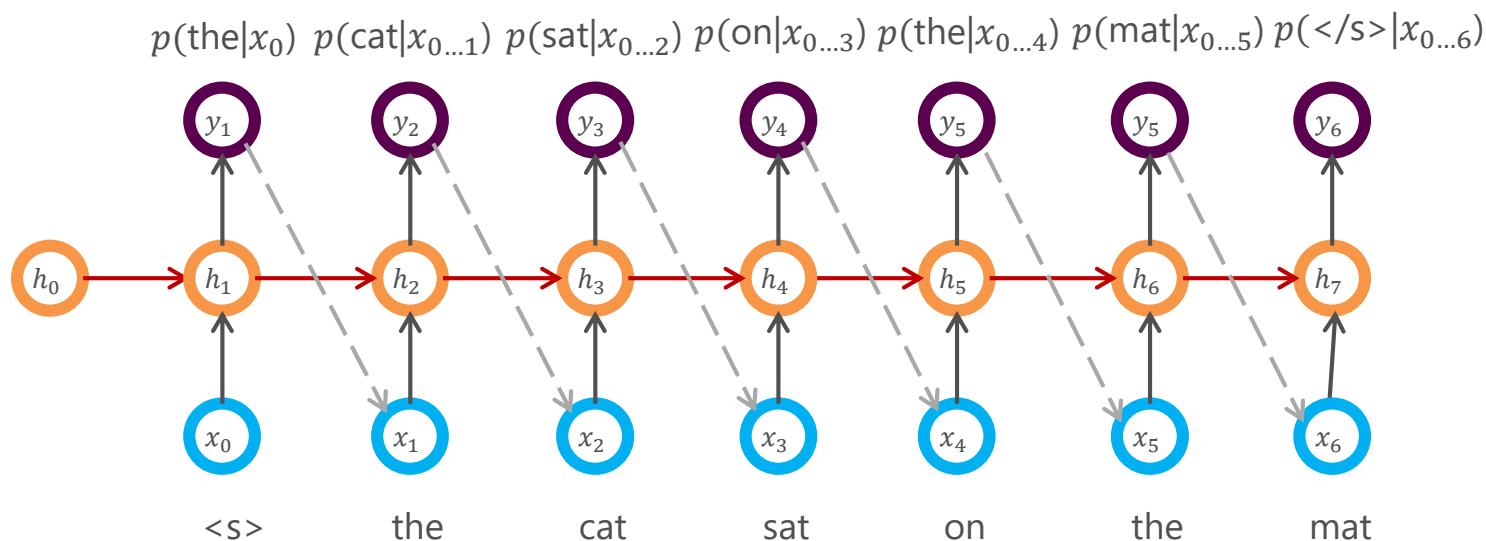 p(the|x₀) p(cat|x₀…₁) p(sat|x₀…₂) p(on|x₀…₃) p(the|x₀…₄) p(mat|x₀…₅) p(</s>|x₀…₆)
y₁ y₂ y₃ y₄ y₅ y₅ y₆
h₀ h₁ h₂ h₃ h₄ h₅ h₆ h₇
x₀ x₁ x₂ x₃ x₄ x₅ x₆
<s> the cat sat on the mat